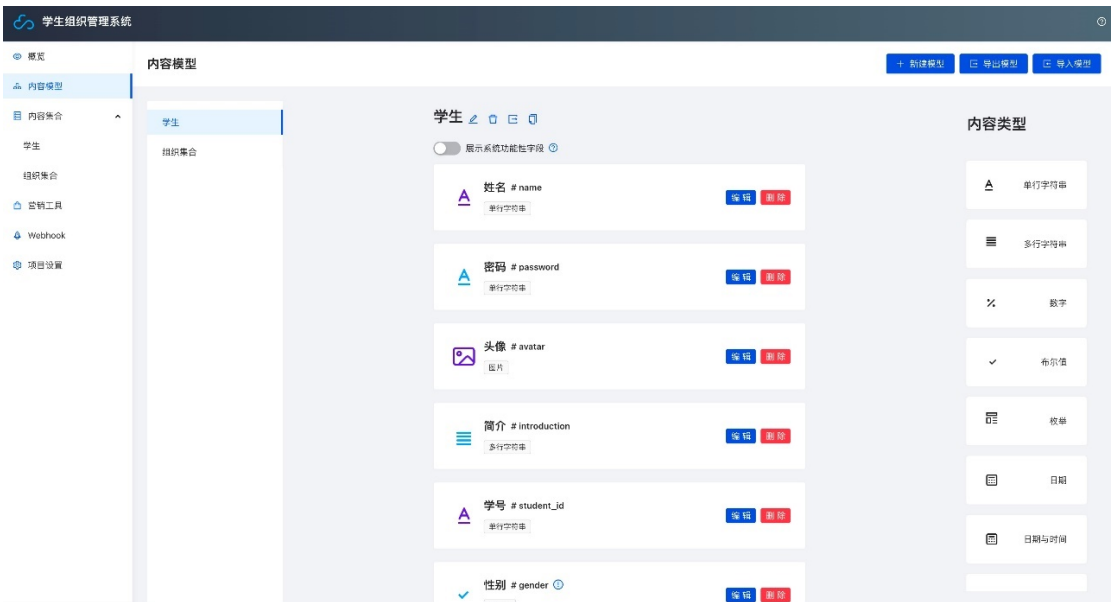 学生组织管理系统
概览
内容模型
内容集合
学生
组织集合
营销工具
Webhook
项目设置
内容模型
+ 新建模型
导出模型
导入模型
学生
组织集合
学生
展示系统功能性字段
姓名 # name
单行字符串
编辑 删除
密码 # password
单行字符串
编辑 删除
头像 # avatar
图片
编辑 删除
简介 # introduction
多行字符串
编辑 删除
学号 # student_id
单行字符串
编辑 删除
性别 # gender
编辑 删除
内容类型
单行字符串
多行字符串
数字
布尔值
枚举
日期
日期与时间